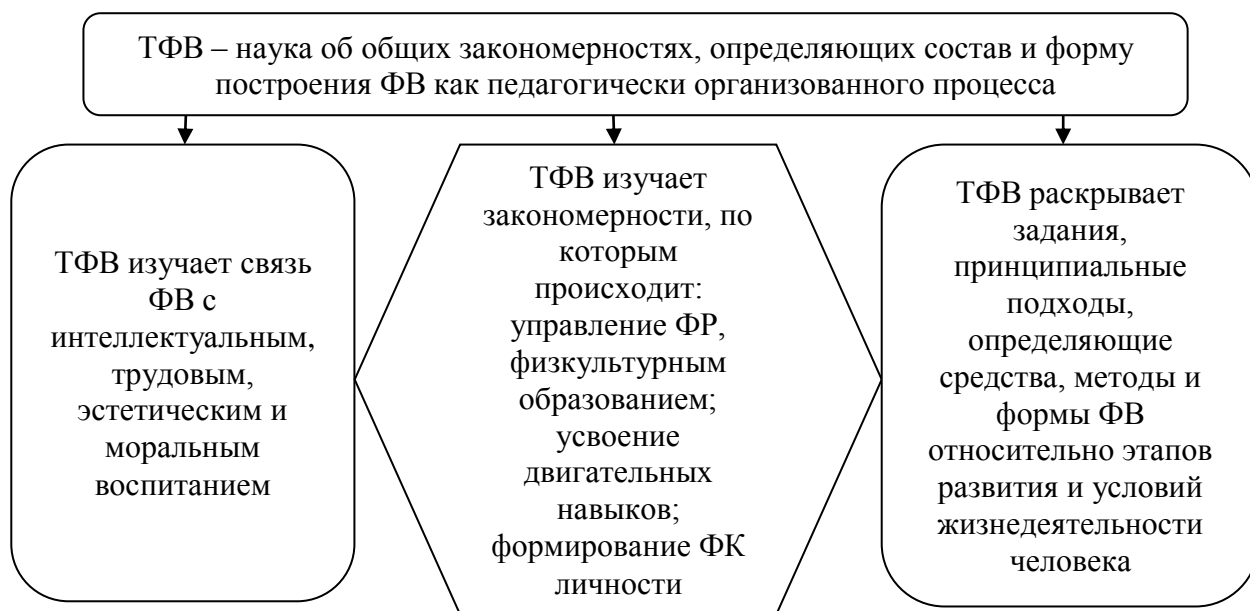 ТФВ – наука об общих закономерностях, определяющих состав и форму
построения ФВ как педагогически организованного процесса
ТФВ изучает связь
ФВ с
интеллектуальным,
трудовым,
эстетическим и
моральным
воспитанием
ТФВ изучает
закономерности, по
которым
происходит:
управление ФР,
физкультурным
образованием;
усвоение
двигательных
навыков;
формирование ФК
личности
ТФВ раскрывает
задания,
принципиальные
подходы,
определяющие
средства, методы и
формы ФВ
относительно этапов
развития и условий
жизнедеятельности
человека